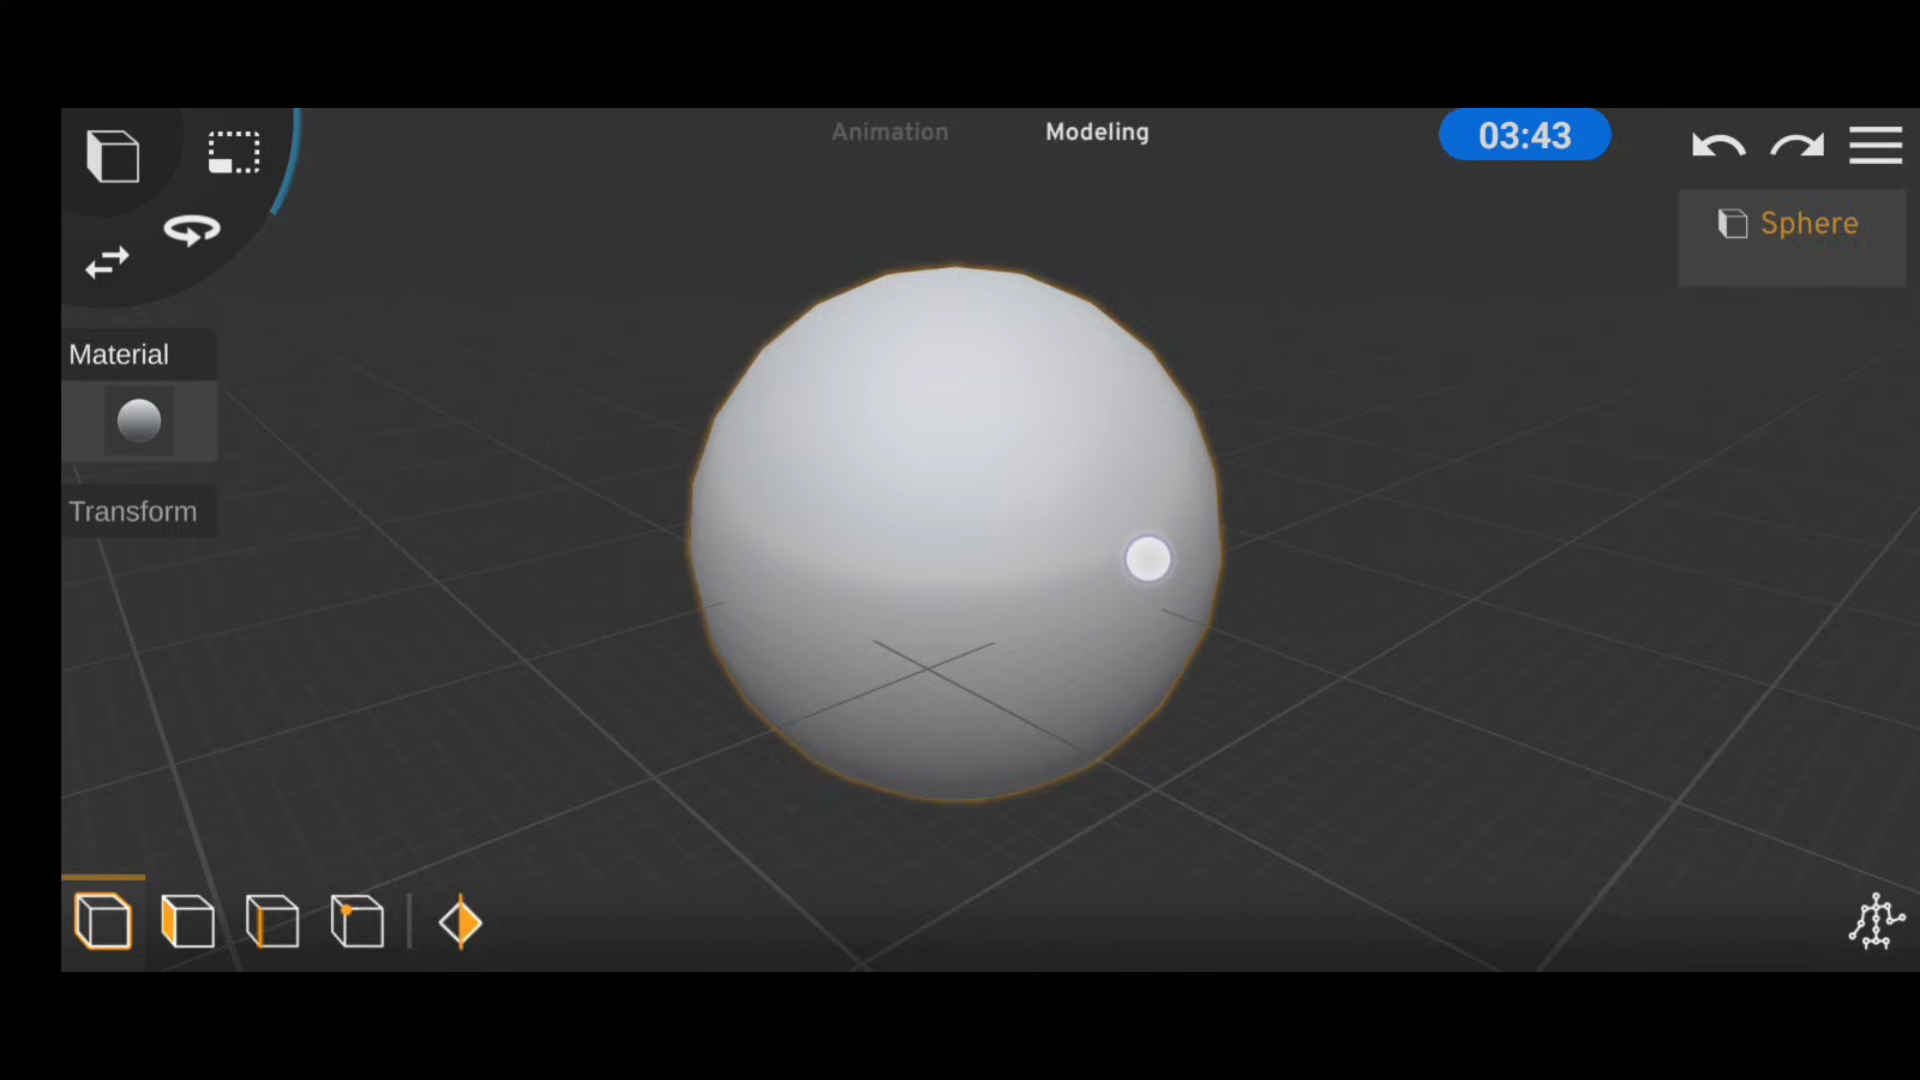 Animation
Modeling
03:43
Sphere
Material
Transform